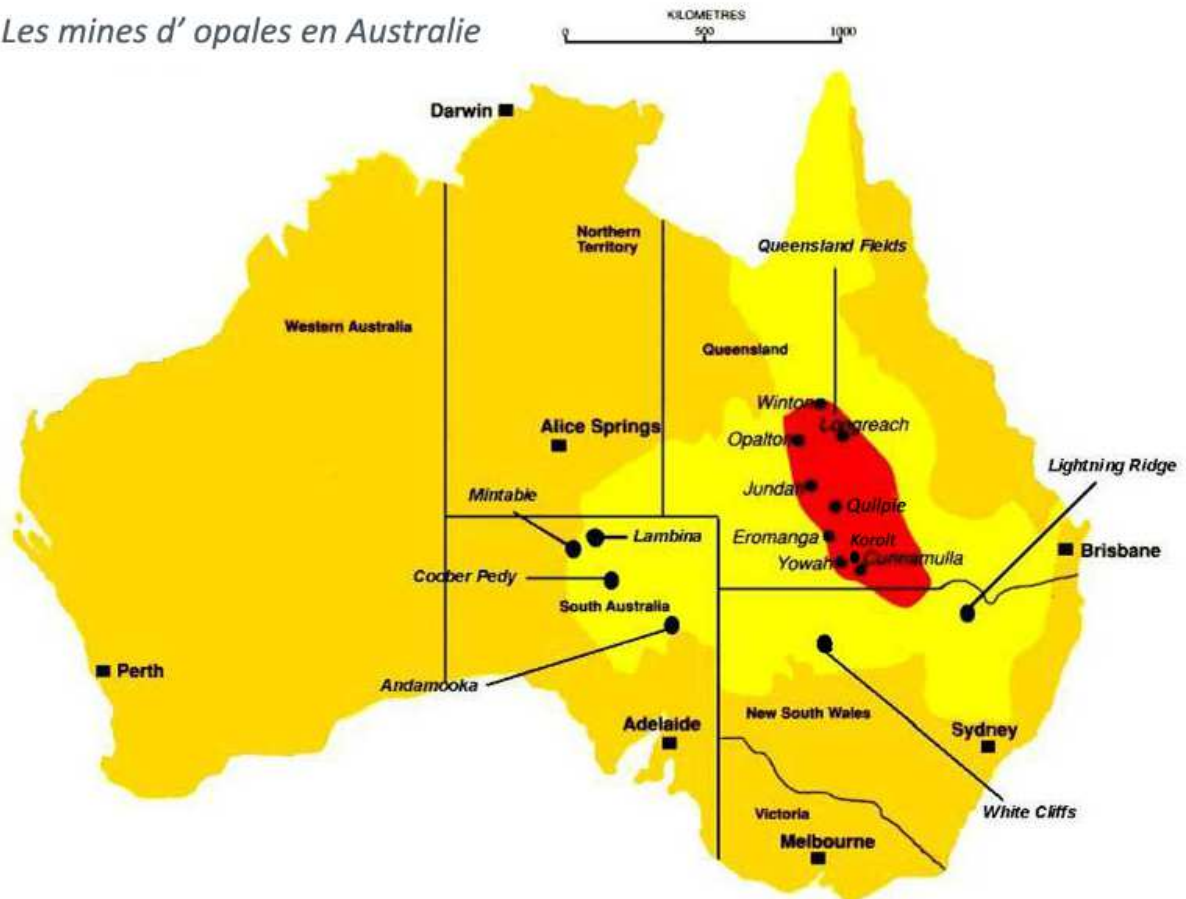 Les mines d' opales en Australie
KILOMETRES
0 500 1000
Darwin
Northern
Territory
Queensland Fields
Western Australia
Queensland
Winton
Longreach
Alice Springs
Opalton
Lightning Ridge
Mintabie
Jundah
Quilpie
Lambina
Eromanga
Koroit
Brisbane
Yowah
Cunnamulla
Coober Pedy
South Australia
Perth
Andamooka
New South Wales
Adelaide
Sydney
White Cliffs
Victoria
Melbourne